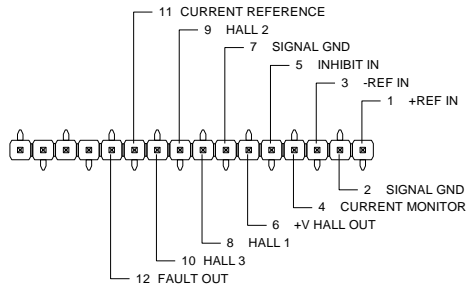 11 CURRENT REFERENCE
9 HALL 2
7 SIGNAL GND
5 INHIBIT IN
3 -REF IN
1 +REF IN
2 SIGNAL GND
4 CURRENT MONITOR
6 +V HALL OUT
8 HALL 1
10 HALL 3
12 FAULT OUT